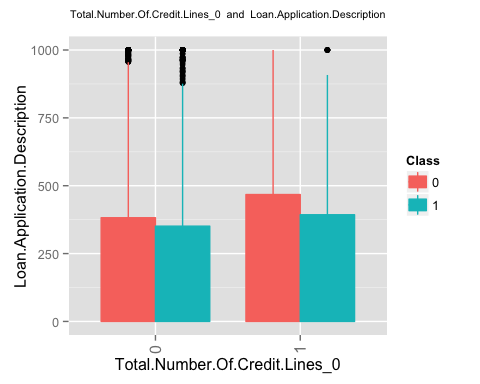 Total.Number.Of.Credit.Lines_0 and Loan.Application.Description
Loan.Application.Description
1000
750
500
250
0
0
1
Total.Number.Of.Credit.Lines_0
Class
0
1